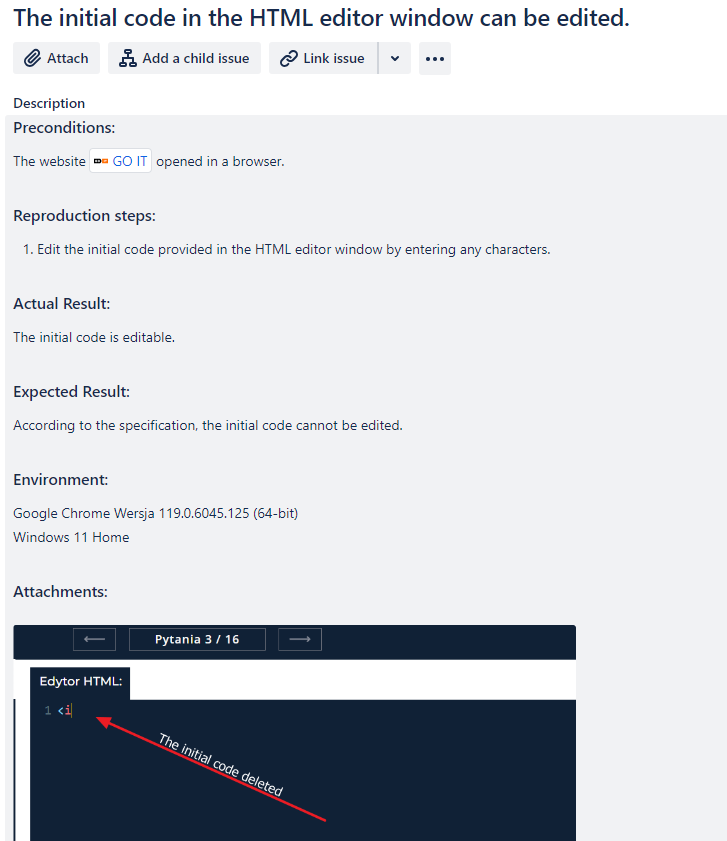 The initial code in the HTML editor window can be edited.
Attach
Add a child issue
Link issue
Description
Preconditions:
The website GO IT opened in a browser.
Reproduction steps:
1. Edit the initial code provided in the HTML editor window by entering any characters.
Actual Result:
The initial code is editable.
Expected Result:
According to the specification, the initial code cannot be edited.
Environment:
Google Chrome Wersja 119.0.6045.125 (64-bit)
Windows 11 Home
Attachments:
Pytania 3 / 16
Edytor HTML:
1 <i
The initial code deleted